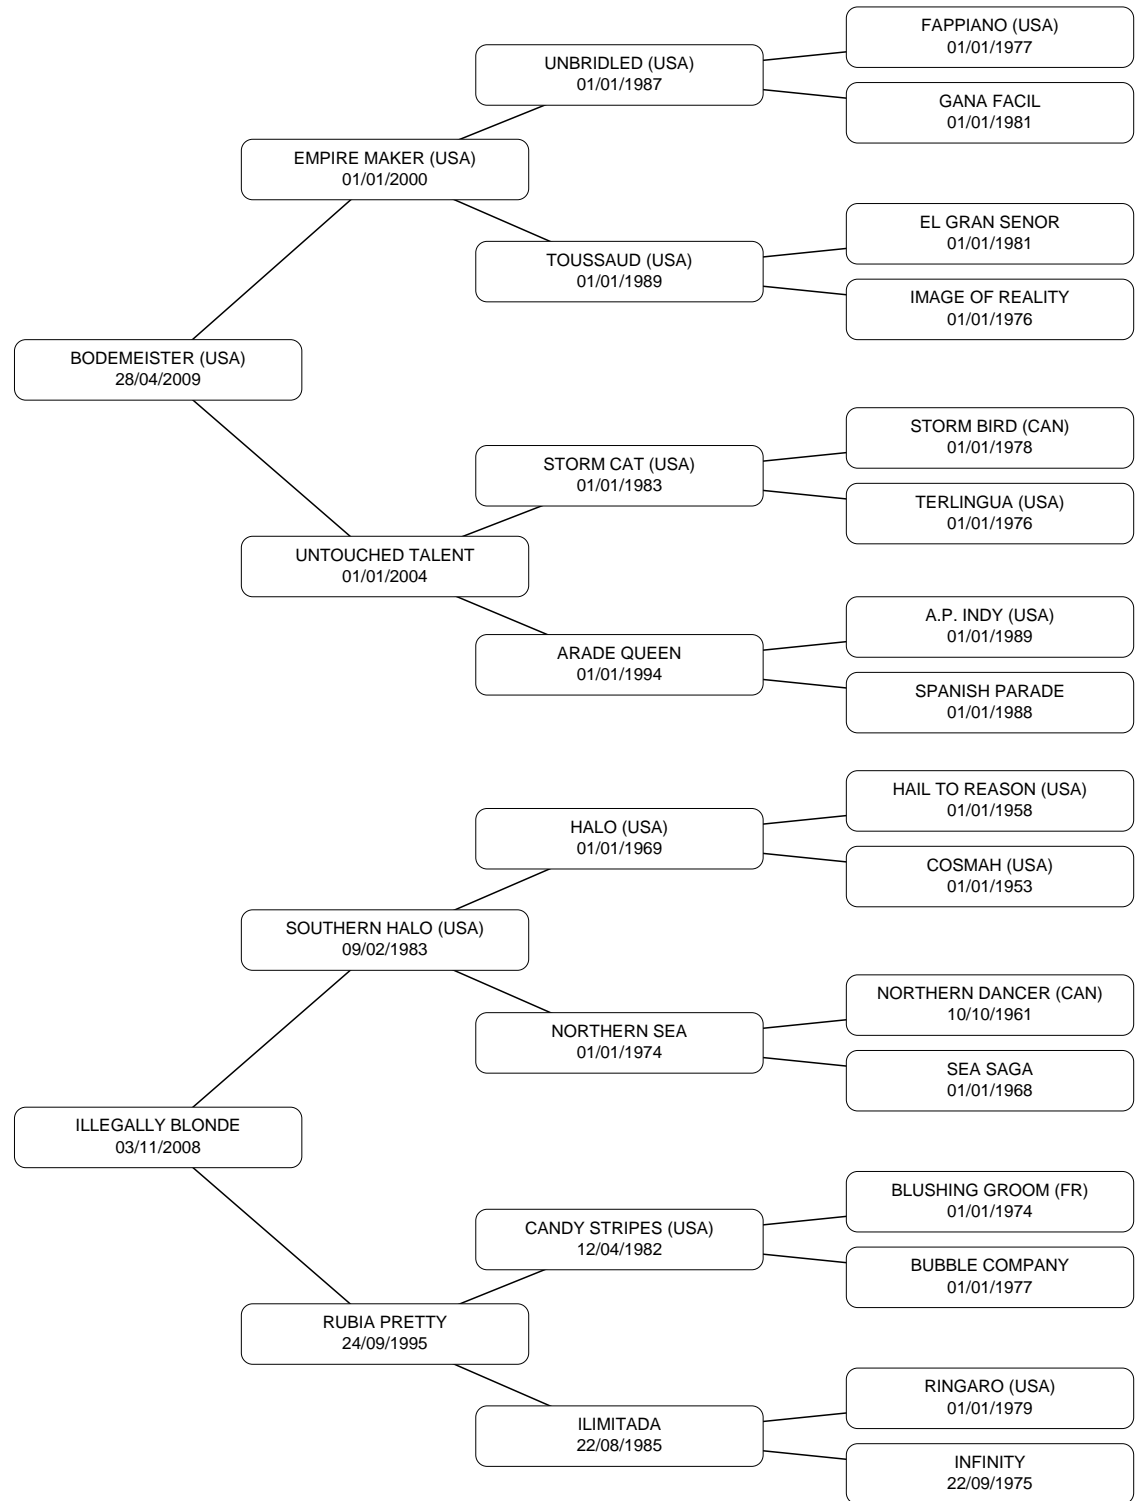 FAPPIANO (USA)
01/01/1977
UNBRIDLED (USA)
01/01/1987
GANA FACIL
01/01/1981
EMPIRE MAKER (USA)
01/01/2000
EL GRAN SENOR
01/01/1981
TOUSSAUD (USA)
01/01/1989
IMAGE OF REALITY
01/01/1976
BODEMEISTER (USA)
28/04/2009
STORM BIRD (CAN)
01/01/1978
STORM CAT (USA)
01/01/1983
TERLINGUA (USA)
01/01/1976
UNTOUCHED TALENT
01/01/2004
A.P. INDY (USA)
01/01/1989
ARADE QUEEN
01/01/1994
SPANISH PARADE
01/01/1988
HAIL TO REASON (USA)
01/01/1958
HALO (USA)
01/01/1969
COSMAH (USA)
01/01/1953
SOUTHERN HALO (USA)
09/02/1983
NORTHERN DANCER (CAN)
10/10/1961
NORTHERN SEA
01/01/1974
SEA SAGA
01/01/1968
ILLEGALLY BLONDE
03/11/2008
BLUSHING GROOM (FR)
01/01/1974
CANDY STRIPES (USA)
12/04/1982
BUBBLE COMPANY
01/01/1977
RUBIA PRETTY
24/09/1995
RINGARO (USA)
01/01/1979
ILIMITADA
22/08/1985
INFINITY
22/09/1975